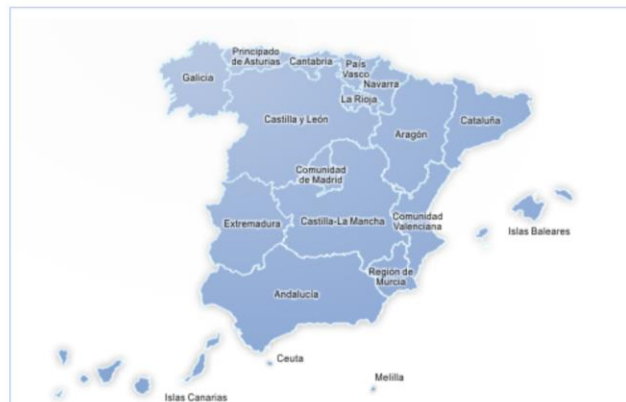 Principado
de Asturias
Cantabria
País
Vasco
Galicia
Navarra
La Rioja
Castilla y León
Cataluña
Aragón
Comunidad
de Madrid
Extremadura
Castilla-La Mancha
Comunidad
Valenciana
Islas Baleares
Región de
Murcia
Andalucía
Ceuta
Melilla
Islas Canarias